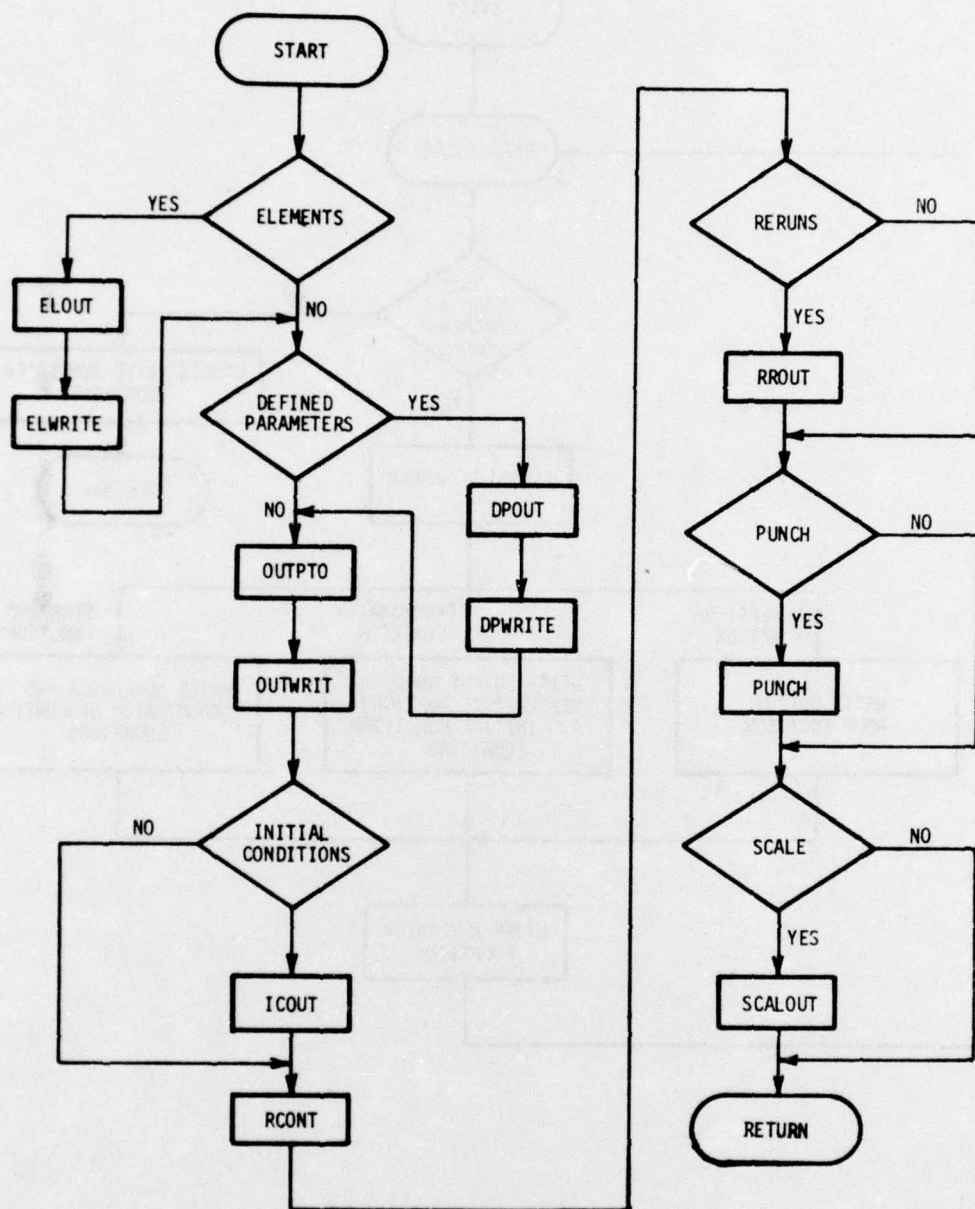 START
YES
ELEMENTS
ELOUT
NO
ELWRITE
DEFINED
PARAMETERS
YES
NO
DPOUT
OUTPTO
DPWRITE
OUTWRIT
NO
INITIAL
CONDITIONS
ICOUT
RCONT
RERUNS
NO
YES
RROUT
PUNCH
NO
YES
PUNCH
SCALE
NO
YES
SCALOUT
RETURN